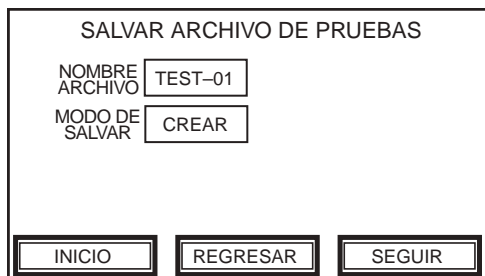 SALVAR ARCHIVO DE PRUEBAS
NOMBRE
ARCHIVO
TEST–01
MODO DE
SALVAR
CREAR
INICIO
REGRESAR
SEGUIR